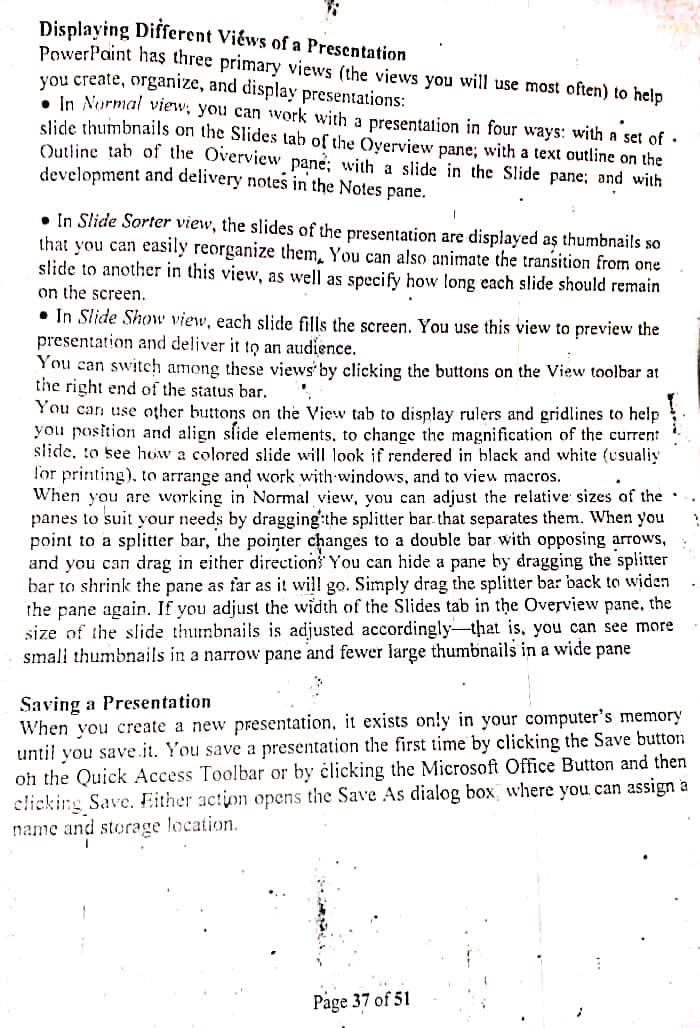 Displaying Different Views of a Presentation
PowerPoint has three primary views (the views you will use most often) to help
you create, organize, and display presentations:
• In Normal view, you can work with a presentation in four ways: with a set of
slide thumbnails on the Slides tab of the Overview pane; with a text outline on the
Outline tab of the Overview pane; with a slide in the Slide pane; and with
development and delivery notes in the Notes pane.
• In Slide Sorter view, the slides of the presentation are displayed as thumbnails so
that you can easily reorganize them. You can also animate the transition from one
slide to another in this view, as well as specify how long each slide should remain
on the screen.
• In Slide Show view, each slide fills the screen. You use this view to preview the
presentation and deliver it to an audience.
You can switch among these views by clicking the buttons on the View toolbar at
the right end of the status bar.
You can use other buttons on the View tab to display rulers and gridlines to help
you position and align slide elements, to change the magnification of the current
slide, to see how a colored slide will look if rendered in black and white (usually
for printing), to arrange and work with windows, and to view macros.
When you are working in Normal view, you can adjust the relative sizes of the
panes to suit your needs by dragging the splitter bar that separates them. When you
point to a splitter bar, the pointer changes to a double bar with opposing arrows,
and you can drag in either direction. You can hide a pane by dragging the splitter
bar to shrink the pane as far as it will go. Simply drag the splitter bar back to widen
the pane again. If you adjust the width of the Slides tab in the Overview pane, the
size of the slide thumbnails is adjusted accordingly—that is, you can see more
small thumbnails in a narrow pane and fewer large thumbnails in a wide pane
Saving a Presentation
When you create a new presentation, it exists only in your computer's memory
until you save it. You save a presentation the first time by clicking the Save button
on the Quick Access Toolbar or by clicking the Microsoft Office Button and then
clicking Save. Either action opens the Save As dialog box, where you can assign a
name and storage location.
Page 37 of 51